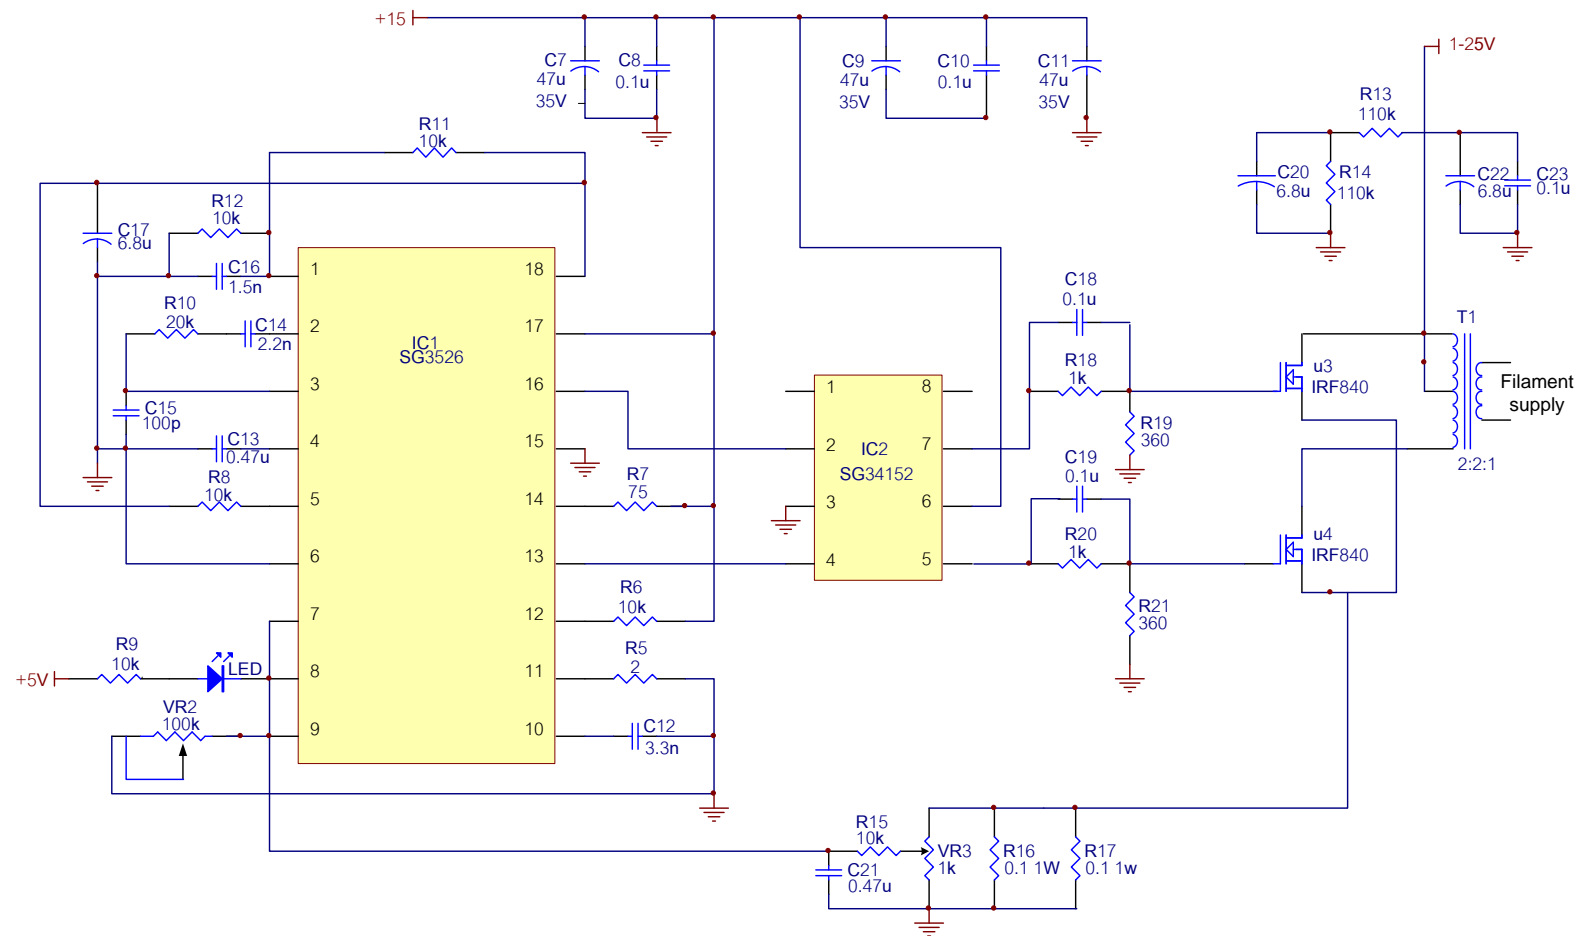 +15
1-25V
C7
47u
35V
C8
0.1u
C9
47u
35V
C10
0.1u
C11
47u
35V
R13
110k
R11
10k
C20
6.8u
R14
110k
C22
6.8u
C23
0.1u
R12
10k
C17
6.8u
C16
1.5n
R10
20k
C14
2.2n
C15
100p
C13
0.47u
R8
10k
IC1
SG3526
1
2
3
4
5
6
7
8
9
18
17
16
15
14
13
12
11
10
R7
75
R6
10k
R5
2
C12
3.3n
R9
10k
+5V
LED
VR2
100k
IC2
SG34152
1
2
3
4
8
7
6
5
C18
0.1u
R18
1k
R19
360
C19
0.1u
R20
1k
R21
360
u3
IRF840
u4
IRF840
T1
Filament
supply
2:2:1
R15
10k
C21
0.47u
VR3
1k
R16
0.1 1W
R17
0.1 1w